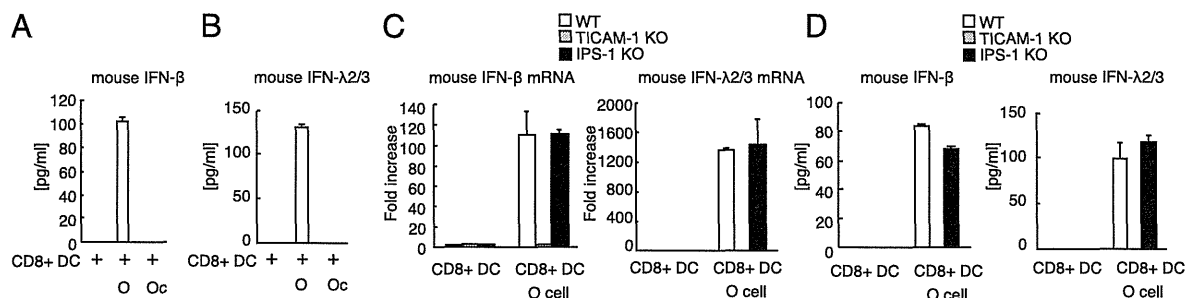 A
mouse IFN-β
[pg/ml]
120
100
80
60
40
20
0
CD8+ DC + + +
O Oc
B
mouse IFN-λ2/3
[pg/ml]
150
100
50
0
CD8+ DC + + +
O Oc
C
WT
TICAM-1 KO
IPS-1 KO
mouse IFN-β mRNA
Fold increase
140
120
100
80
60
40
20
0
CD8+ DC CD8+ DC
O cell
mouse IFN-λ2/3 mRNA
Fold increase
2000
1600
1200
800
400
0
CD8+ DC CD8+ DC
O cell
D
WT
TICAM-1 KO
IPS-1 KO
mouse IFN-β
[pg/ml]
80
60
40
20
0
CD8+ DC CD8+ DC
O cell
mouse IFN-λ2/3
[pg/ml]
150
100
50
0
CD8+ DC CD8+ DC
O cell